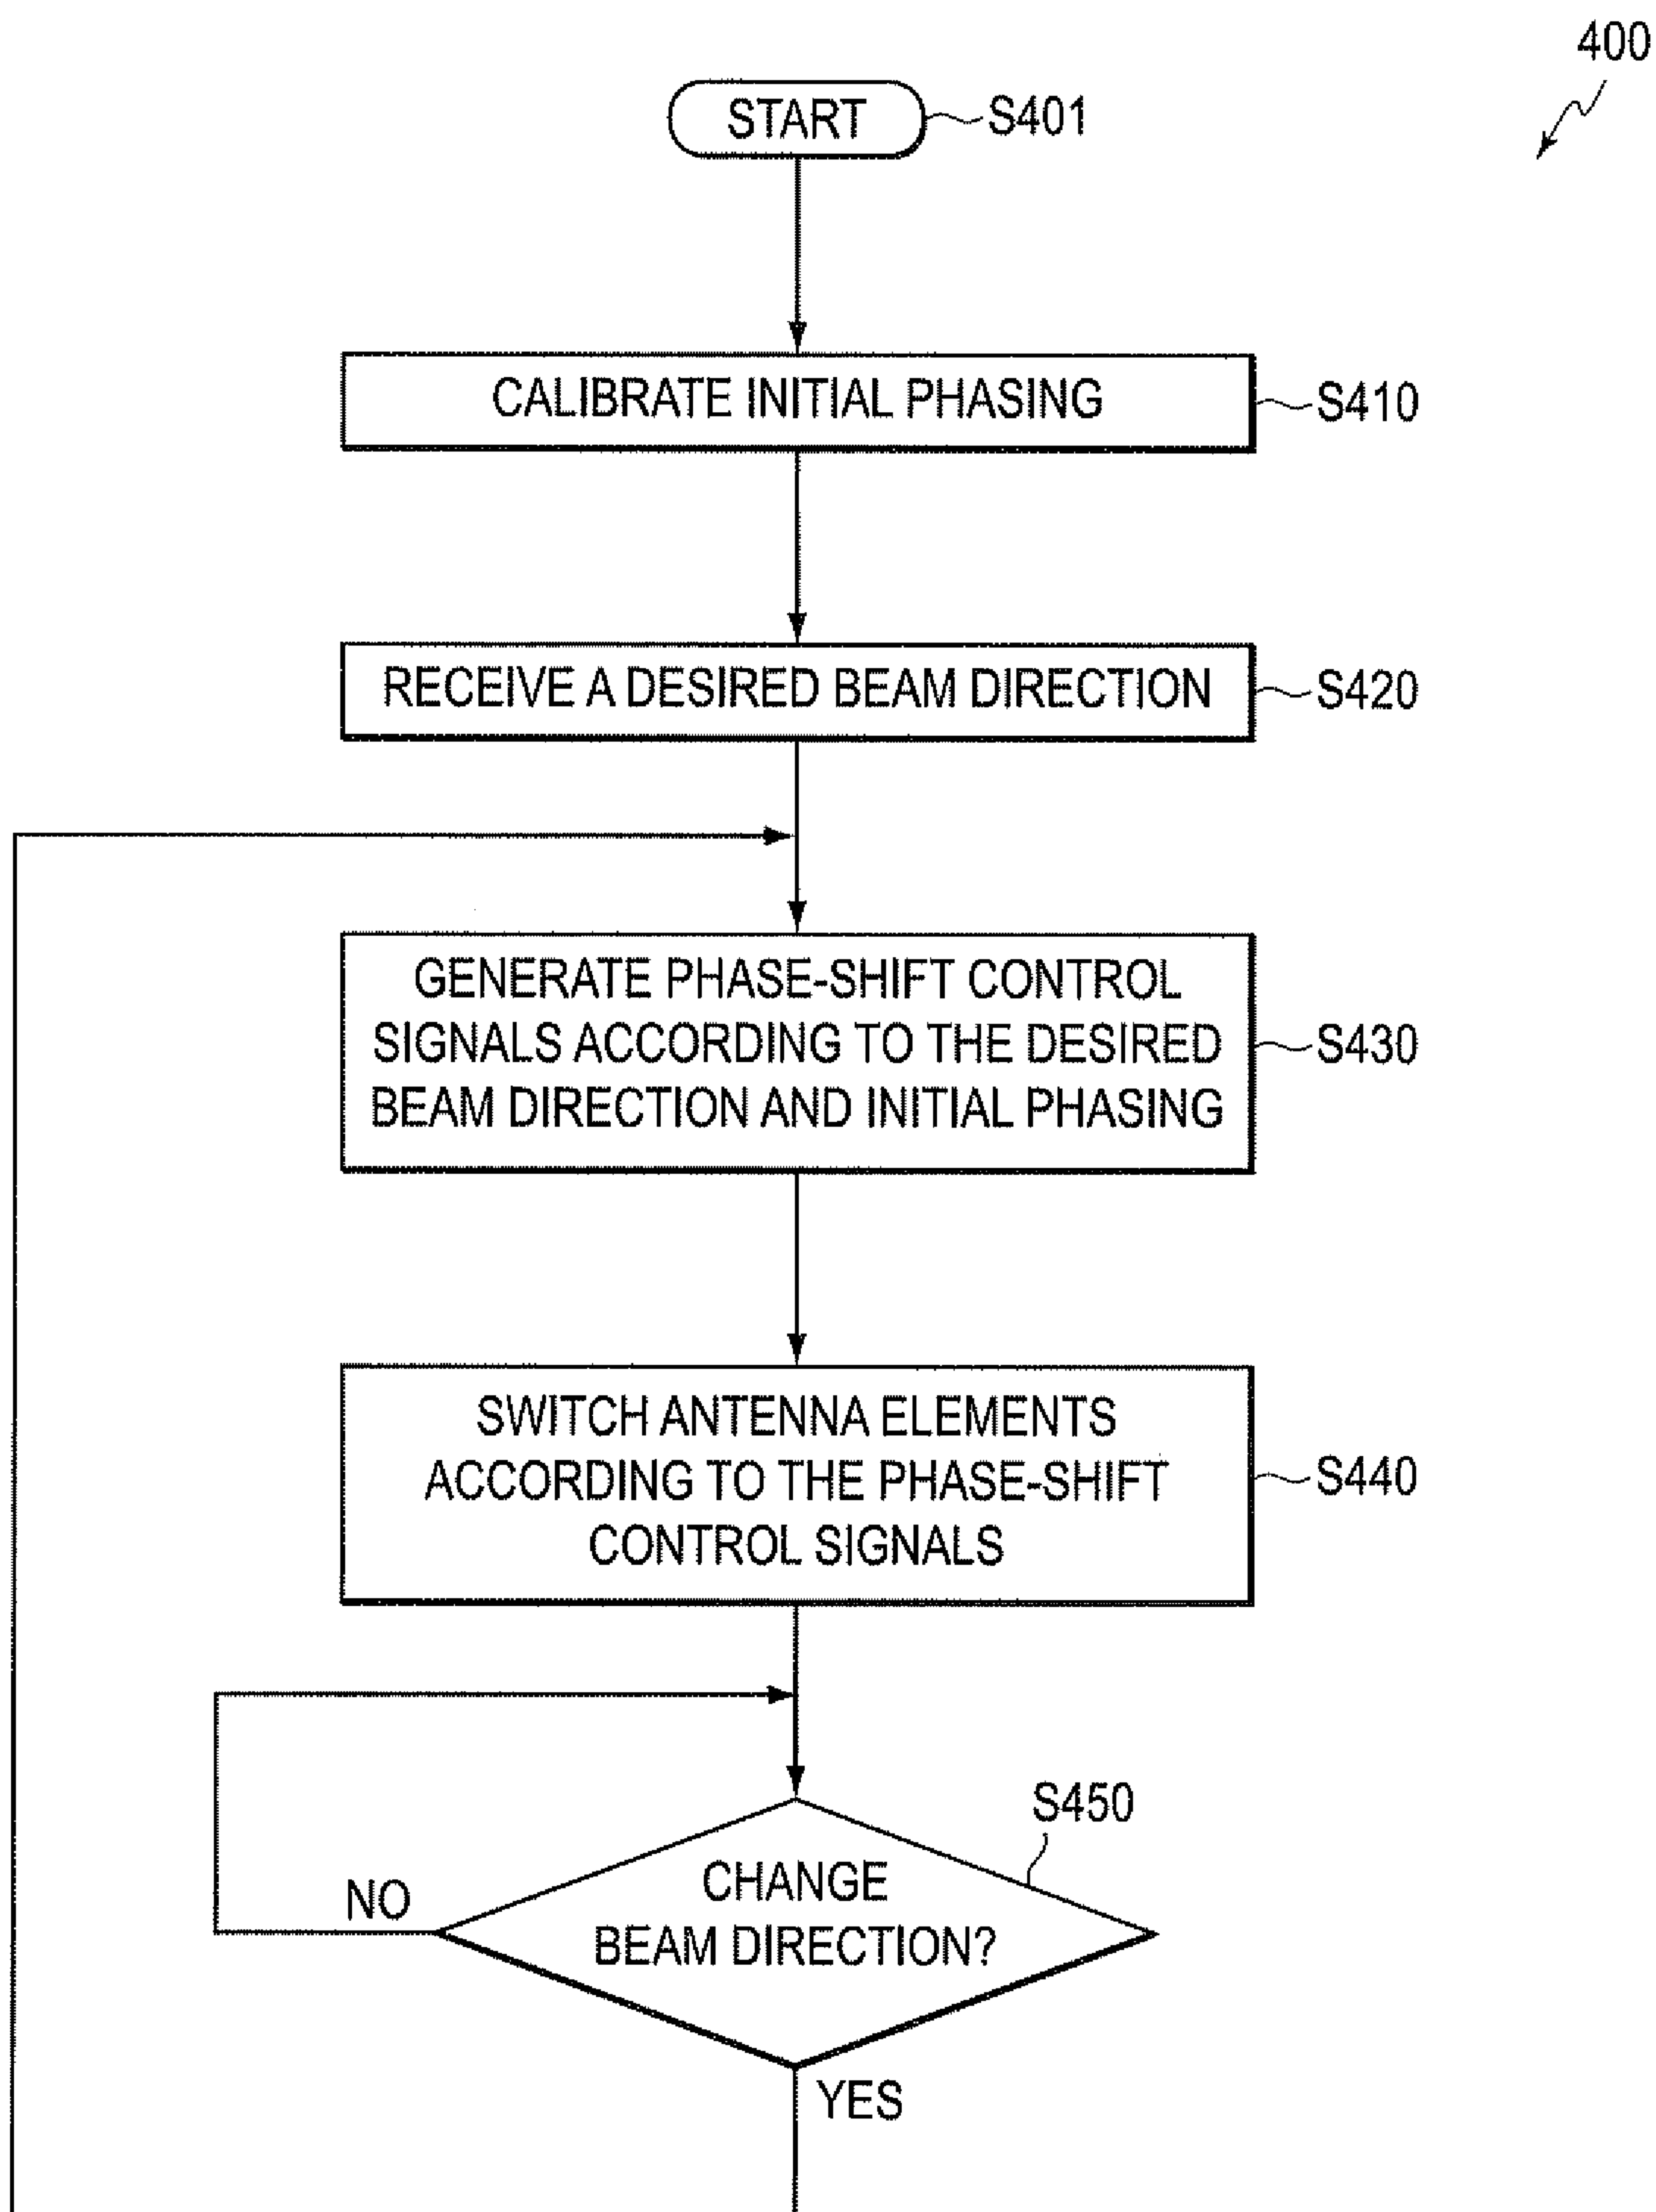 400
START
S401
CALIBRATE INITIAL PHASING
S410
RECEIVE A DESIRED BEAM DIRECTION
S420
GENERATE PHASE-SHIFT CONTROL
SIGNALS ACCORDING TO THE DESIRED
BEAM DIRECTION AND INITIAL PHASING
S430
SWITCH ANTENNA ELEMENTS
ACCORDING TO THE PHASE-SHIFT
CONTROL SIGNALS
S440
S450
CHANGE
BEAM DIRECTION?
NO
YES